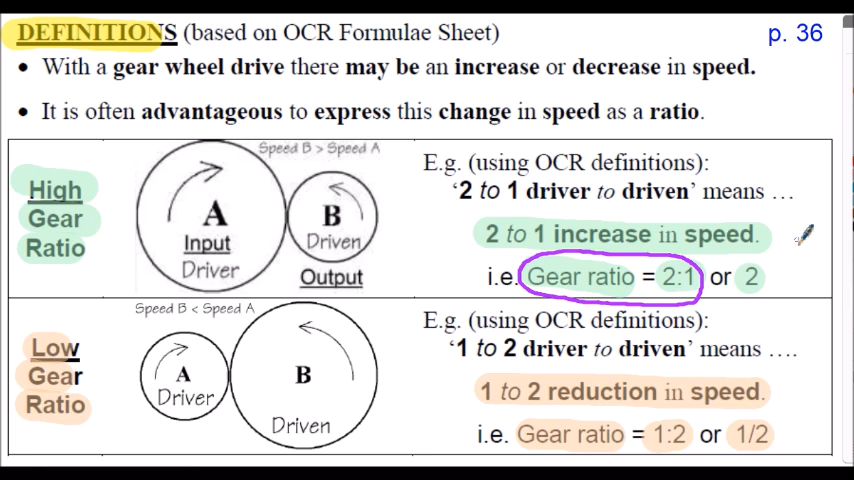 DEFINITIONS (based on OCR Formulae Sheet)
p. 36
• With a gear wheel drive there may be an increase or decrease in speed.
• It is often advantageous to express this change in speed as a ratio.
High
Gear
Ratio
Speed B > Speed A
A
Input
Driver
B
Driven
Output
E.g. (using OCR definitions):
‘2 to 1 driver to driven’ means …
2 to 1 increase in speed.
i.e. Gear ratio = 2:1 or 2
Low
Gear
Ratio
Speed B < Speed A
A
Driver
B
Driven
E.g. (using OCR definitions):
‘1 to 2 driver to driven’ means ….
1 to 2 reduction in speed.
i.e. Gear ratio = 1:2 or 1/2